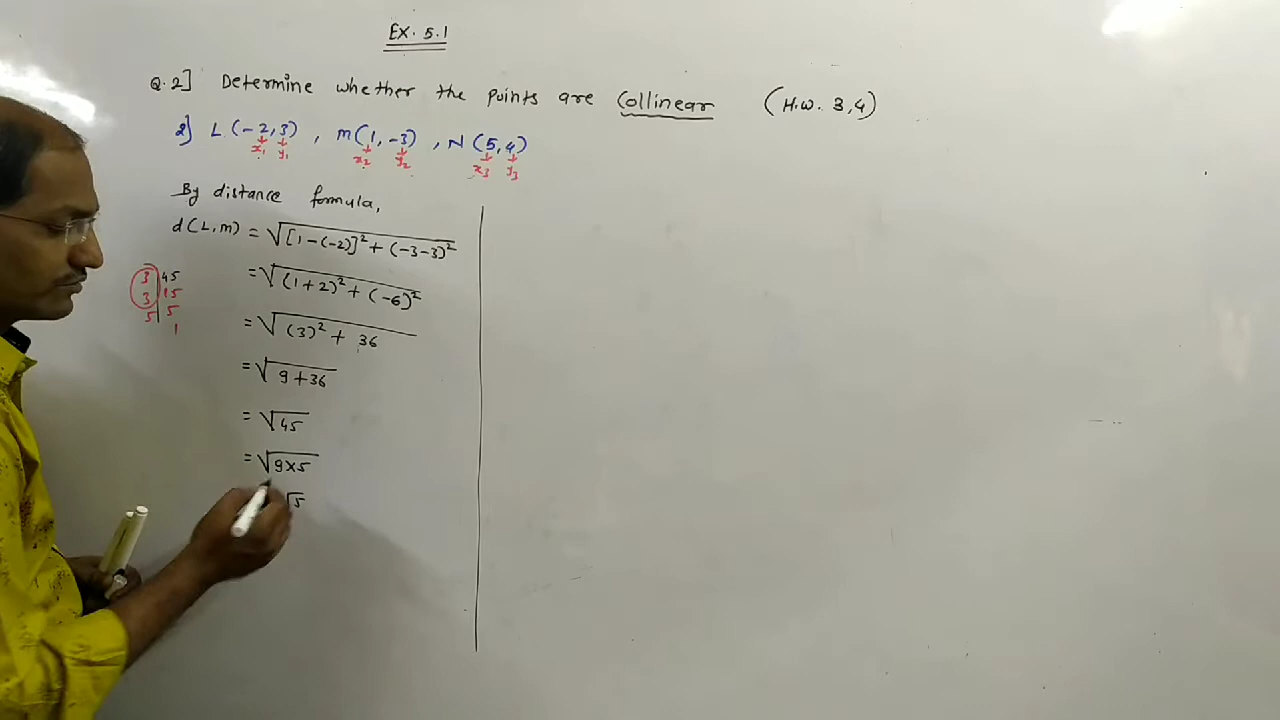 Ex. 5.1
Q.2] Determine whether the points are Collinear (H.W. 3,4)
2] L (-2,3) , M(1,-3) , N (5,4)
x₁ y₁ x₂ y₂ x₃ y₃
By distance formula,
d(L,M) = √[1-(-2)]² + (-3-3)²
= √(1+2)² + (-6)²
= √(3)² + 36
= √9+36
= √45
= √9×5
√5
3 | 45
3 | 15
5 | 5
1